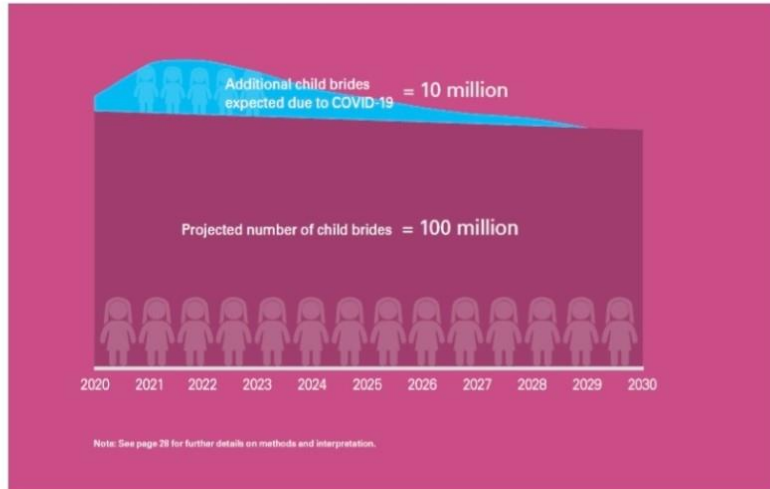 Additional child brides
expected due to COVID-19 = 10 million
Projected number of child brides = 100 million
2020 2021 2022 2023 2024 2025 2026 2027 2028 2029 2030
Note: See page 28 for further details on methods and interpretation.